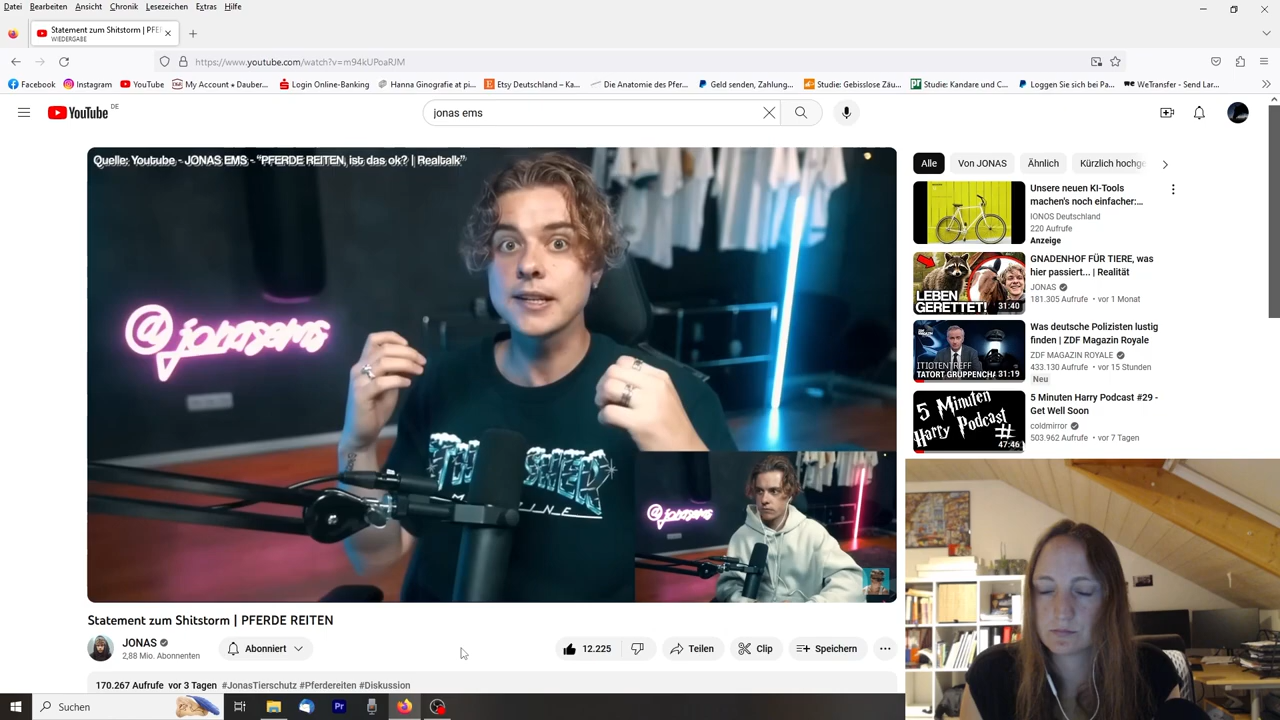 Datei Bearbeiten Ansicht Chronik Lesezeichen Extras Hilfe
Statement zum Shitstorm | PFE
WIEDERGABE
https://www.youtube.com/watch?v=m94kUPoaRJM
Facebook Instagram YouTube My Account ⬥ Dauber... Login Online-Banking Hanna Ginografie at pi... Etsy Deutschland – Ka... Die Anatomie des Pfer... Geld senden, Zahlung... Studie: Gebisslose Zäu... Studie: Kandare und C... Loggen Sie sich bei Pa... WeTransfer - Send Lar...
YouTube DE
jonas ems
Quelle: Youtube - JONAS EMS - “PFERDE REITEN, ist das ok? | Realtalk”
@jonasems
@jonasems
Statement zum Shitstorm | PFERDE REITEN
JONAS
2,88 Mio. Abonnenten
Abonniert
12.225
Teilen
Clip
Speichern
170.267 Aufrufe vor 3 Tagen #JonasTierschutz #Pferdereiten #Diskussion
Alle Von JONAS Ähnlich Kürzlich hochge
Unsere neuen KI-Tools
machen's noch einfacher:...
IONOS Deutschland
220 Aufrufe
Anzeige
LEBEN
GERETTET!
31:40
GNADENHOF FÜR TIERE, was
hier passiert... | Realität
JONAS
181.305 Aufrufe • vor 1 Monat
ITIOTENTREFF
TATORT GRUPPENCHA
31:19
Was deutsche Polizisten lustig
finden | ZDF Magazin Royale
ZDF MAGAZIN ROYALE
433.130 Aufrufe • vor 15 Stunden
Neu
5 Minuten
Harry Podcast
#
47:46
5 Minuten Harry Podcast #29 -
Get Well Soon
coldmirror
503.962 Aufrufe • vor 7 Tagen
Suchen
Pr